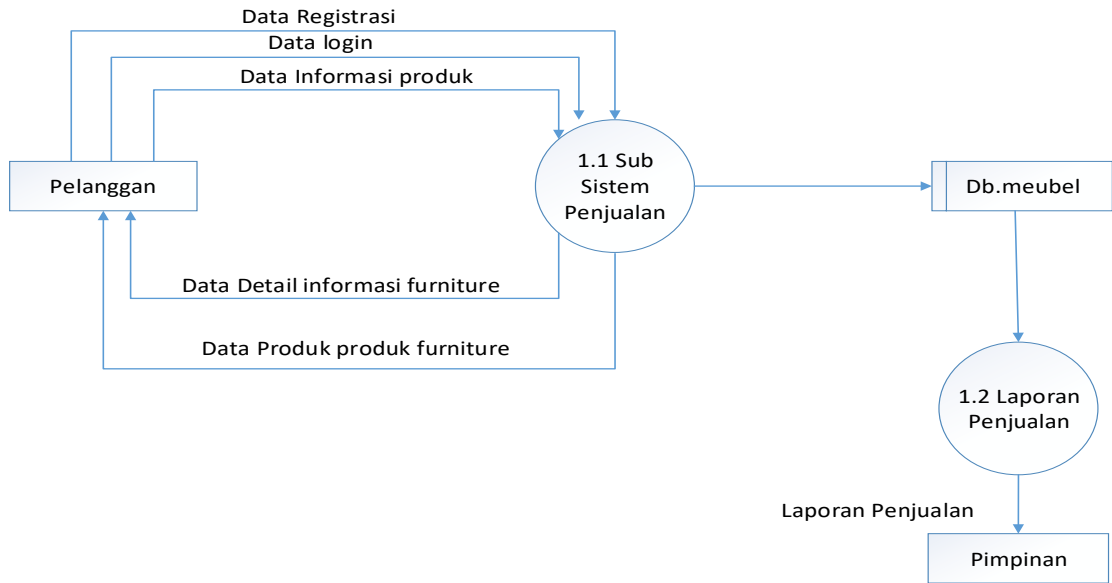 Data Registrasi
Data login
Data Informasi produk
Pelanggan
1.1 Sub
Sistem
Penjualan
Db.meubel
Data Detail informasi furniture
Data Produk produk furniture
1.2 Laporan
Penjualan
Laporan Penjualan
Pimpinan